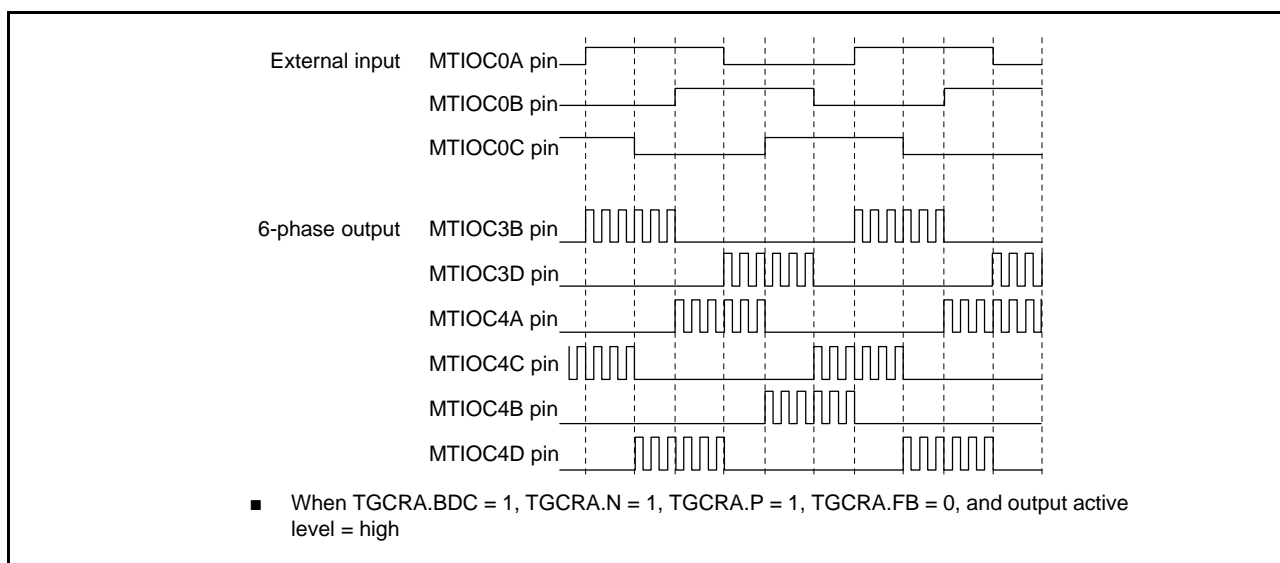 External input MTIOC0A pin
MTIOC0B pin
MTIOC0C pin
6-phase output MTIOC3B pin
MTIOC3D pin
MTIOC4A pin
MTIOC4C pin
MTIOC4B pin
MTIOC4D pin
■ When TGCRA.BDC = 1, TGCRA.N = 1, TGCRA.P = 1, TGCRA.FB = 0, and output active
level = high